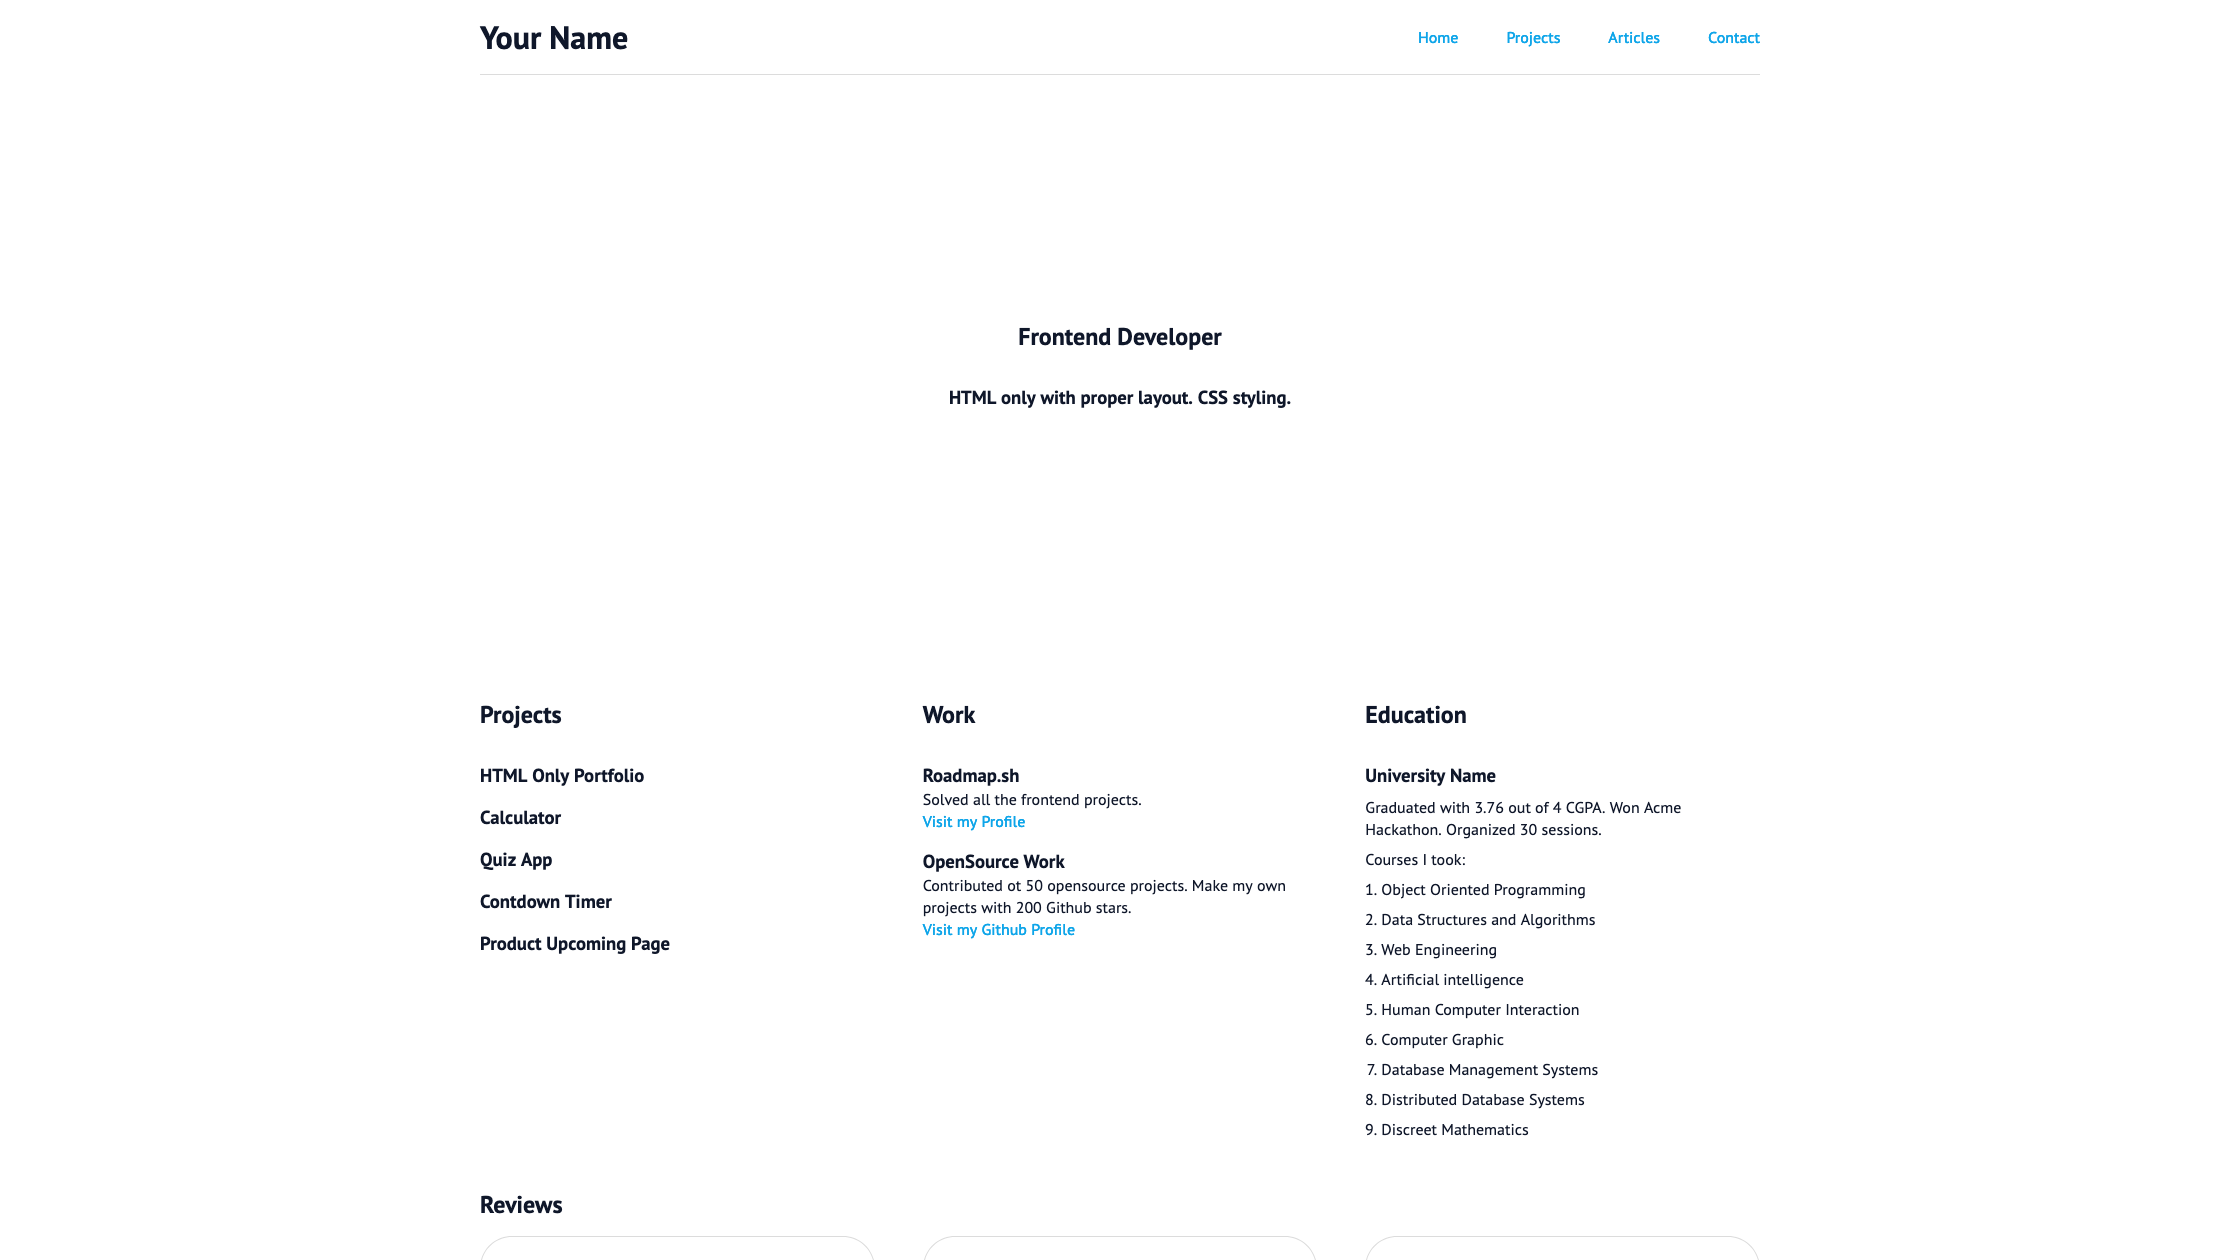 Your Name
Home Projects Articles Contact
Frontend Developer
HTML only with proper layout. CSS styling.
Projects
HTML Only Portfolio
Calculator
Quiz App
Contdown Timer
Product Upcoming Page
Work
Roadmap.sh
Solved all the frontend projects.
Visit my Profile
OpenSource Work
Contributed ot 50 opensource projects. Make my own
projects with 200 Github stars.
Visit my Github Profile
Education
University Name
Graduated with 3.76 out of 4 CGPA. Won Acme
Hackathon. Organized 30 sessions.
Courses I took:
1. Object Oriented Programming
2. Data Structures and Algorithms
3. Web Engineering
4. Artificial intelligence
5. Human Computer Interaction
6. Computer Graphic
7. Database Management Systems
8. Distributed Database Systems
9. Discreet Mathematics
Reviews